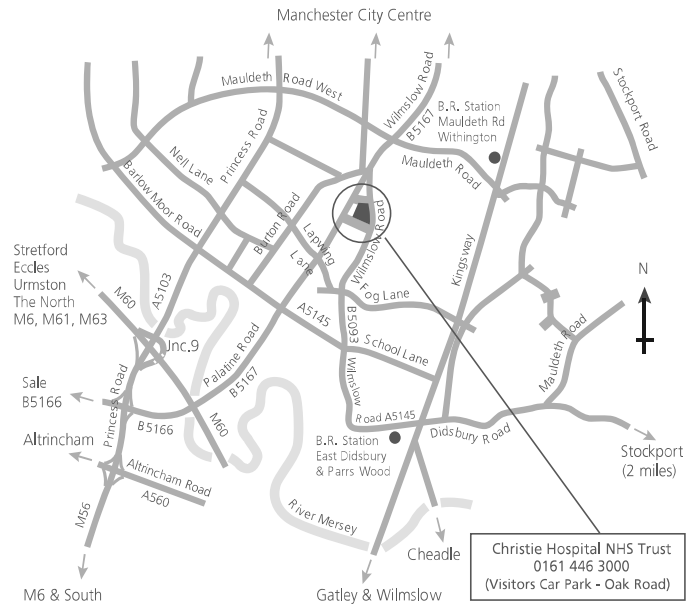 Manchester City Centre
Mauldeth Road West
Wilmslow Road
B5167
B.R. Station
Mauldeth Rd
Withington
Stockport Road
Princess Road
Nell Lane
Mauldeth Road
Barlow Moor Road
Burton Road
Lapwing
Lane
Wilmslow Road
Kingsway
Stretford
Eccles
Urmston
The North
M6, M61, M63
M60
A5103
Fog Lane
N
A5145
B5093
Jnc.9
School Lane
Mauldeth Road
Palatine Road
B5167
Sale
B5166
Princess Road
B5166
M60
Wilmslow
Road A5145
Didsbury Road
Altrincham
Altrincham Road
A560
B.R. Station
East Didsbury
& Parrs Wood
Stockport
(2 miles)
M56
River Mersey
Cheadle
Christie Hospital NHS Trust
0161 446 3000
(Visitors Car Park - Oak Road)
M6 & South
Gatley & Wilmslow